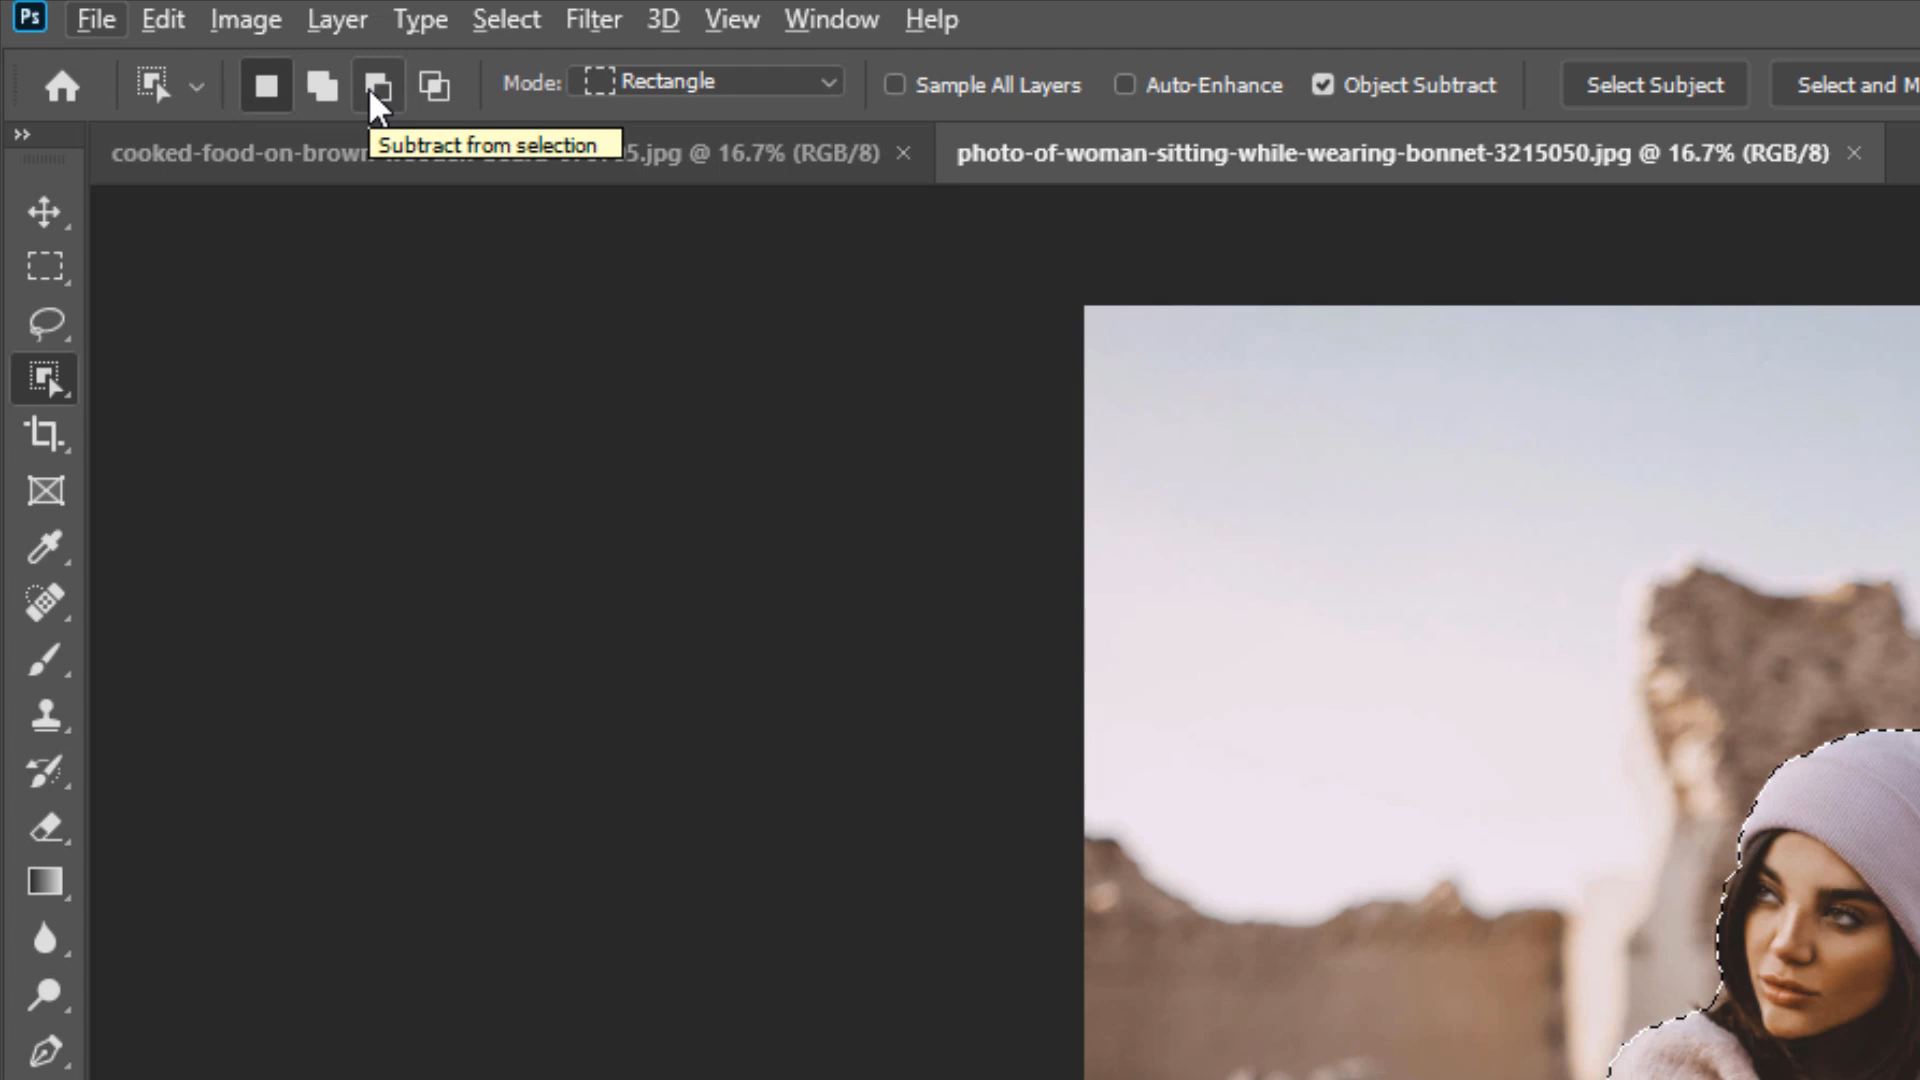 Ps File Edit Image Layer Type Select Filter 3D View Window Help
Mode: Rectangle Sample All Layers Auto-Enhance Object Subtract Select Subject Select and M
Subtract from selection
cooked-food-on-brown 5.jpg @ 16.7% (RGB/8) × photo-of-woman-sitting-while-wearing-bonnet-3215050.jpg @ 16.7% (RGB/8) ×